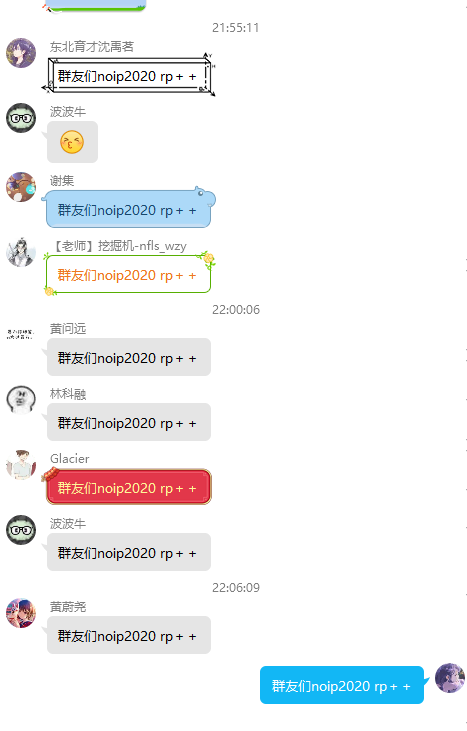 21:55:11
东北育才沈禹茗
群友们noip2020 rp++
波波牛
谢集
群友们noip2020 rp++
【老师】挖掘机-nfls_wzy
群友们noip2020 rp++
22:00:06
黄问远
群友们noip2020 rp++
林科融
群友们noip2020 rp++
Glacier
群友们noip2020 rp++
波波牛
群友们noip2020 rp++
22:06:09
黄蔚尧
群友们noip2020 rp++
群友们noip2020 rp++